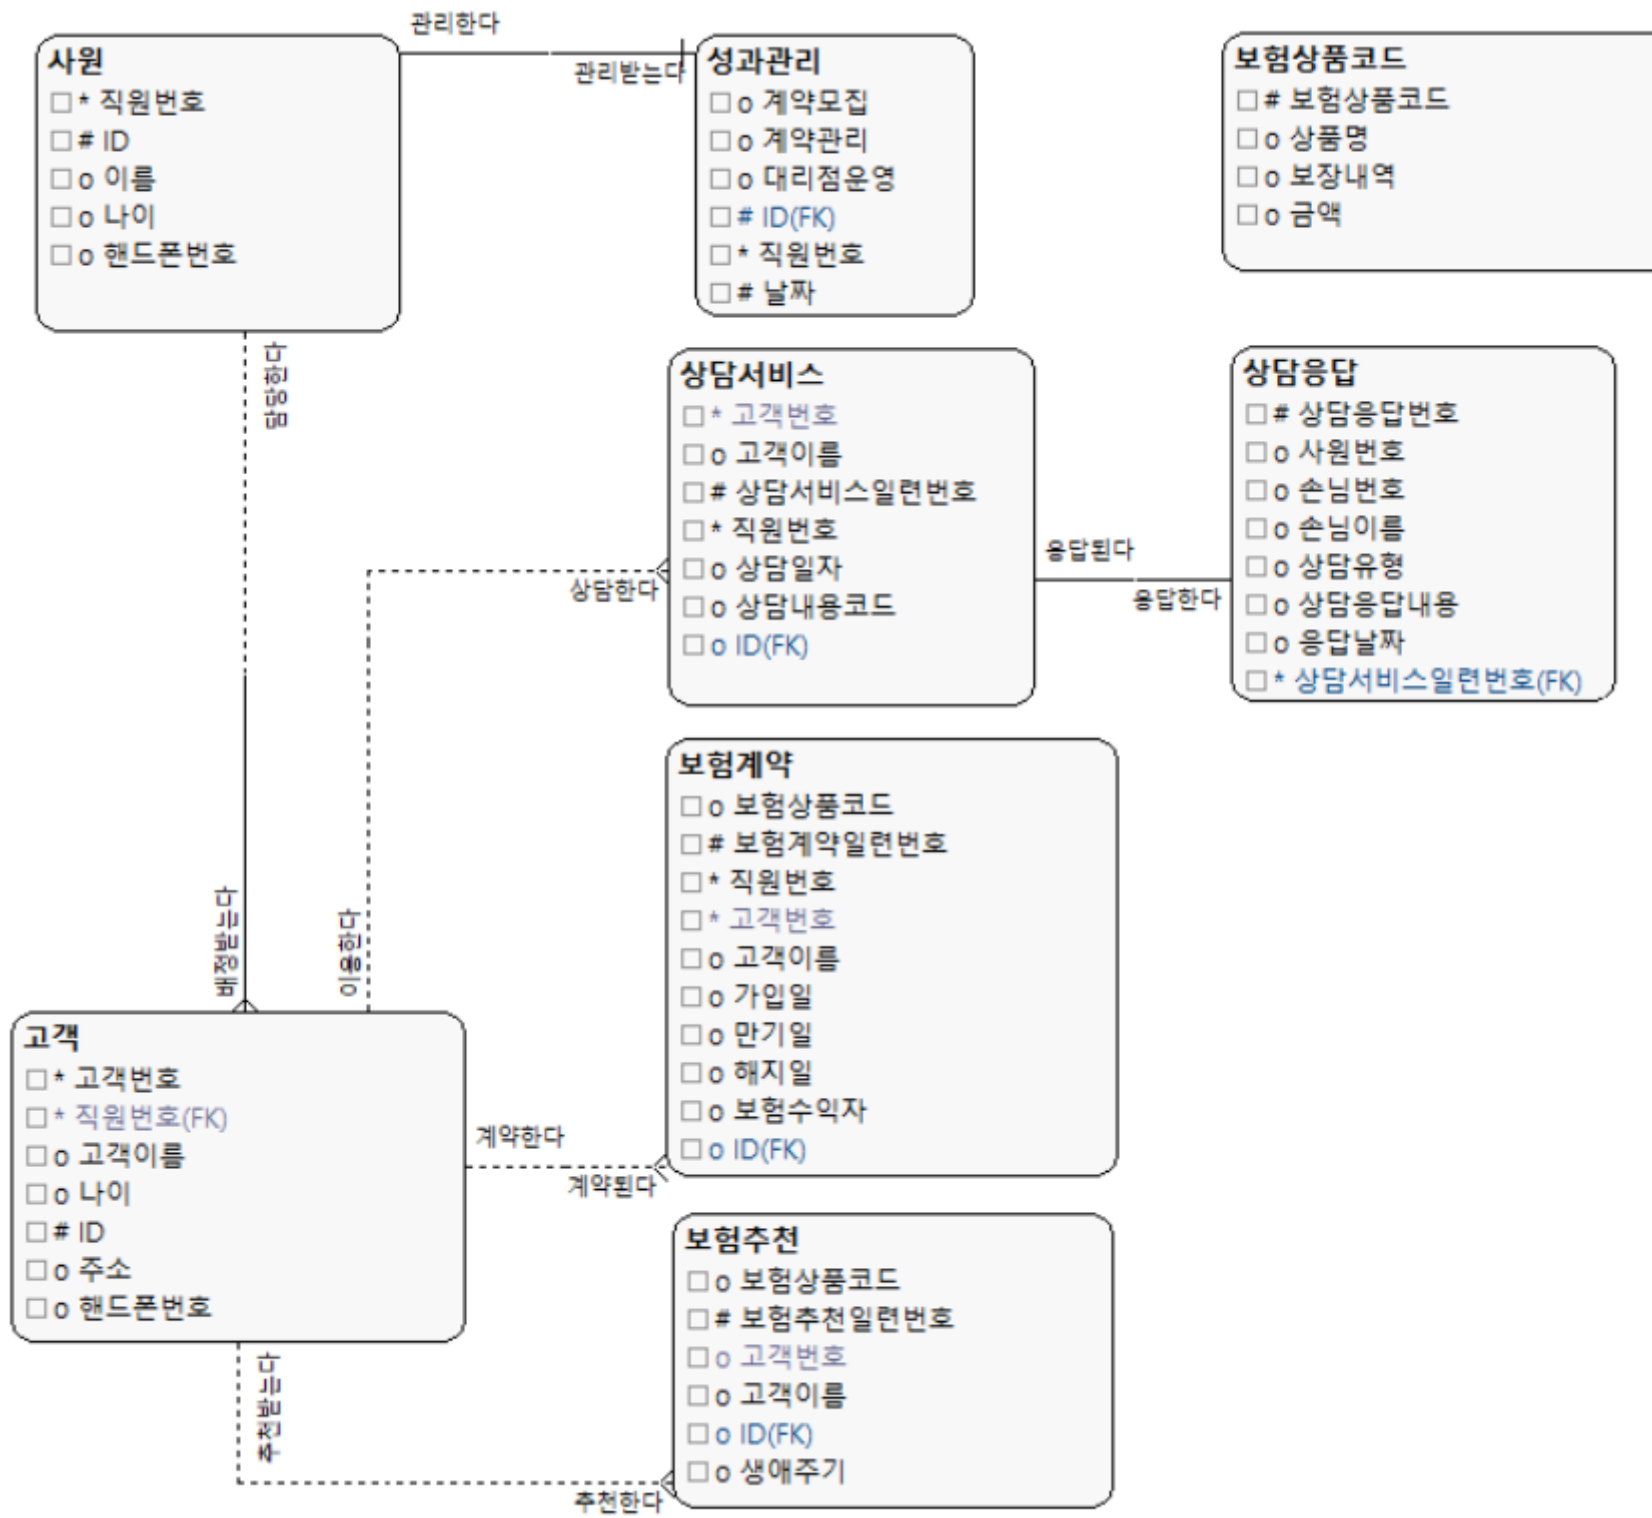 관리한다
관리받는다
사원
* 직원번호
# ID
o 이름
o 나이
o 핸드폰번호
성과관리
o 계약모집
o 계약관리
o 대리점운영
# ID(FK)
* 직원번호
# 날짜
보험상품코드
# 보험상품코드
o 상품명
o 보장내역
o 금액
담당한다
배정받는다
상담서비스
* 고객번호
o 고객이름
# 상담서비스일련번호
* 직원번호
o 상담일자
o 상담내용코드
o ID(FK)
응답된다
응답한다
상담응답
# 상담응답번호
o 사원번호
o 손님번호
o 손님이름
o 상담유형
o 상담응답내용
o 응답날짜
* 상담서비스일련번호(FK)
상담한다
이용한다
보험계약
o 보험상품코드
# 보험계약일련번호
* 직원번호
* 고객번호
o 고객이름
o 가입일
o 만기일
o 해지일
o 보험수익자
o ID(FK)
고객
* 고객번호
* 직원번호(FK)
o 고객이름
o 나이
# ID
o 주소
o 핸드폰번호
계약한다
계약된다
보험추천
o 보험상품코드
# 보험추천일련번호
o 고객번호
o 고객이름
o ID(FK)
o 생애주기
추천받는다
추천한다